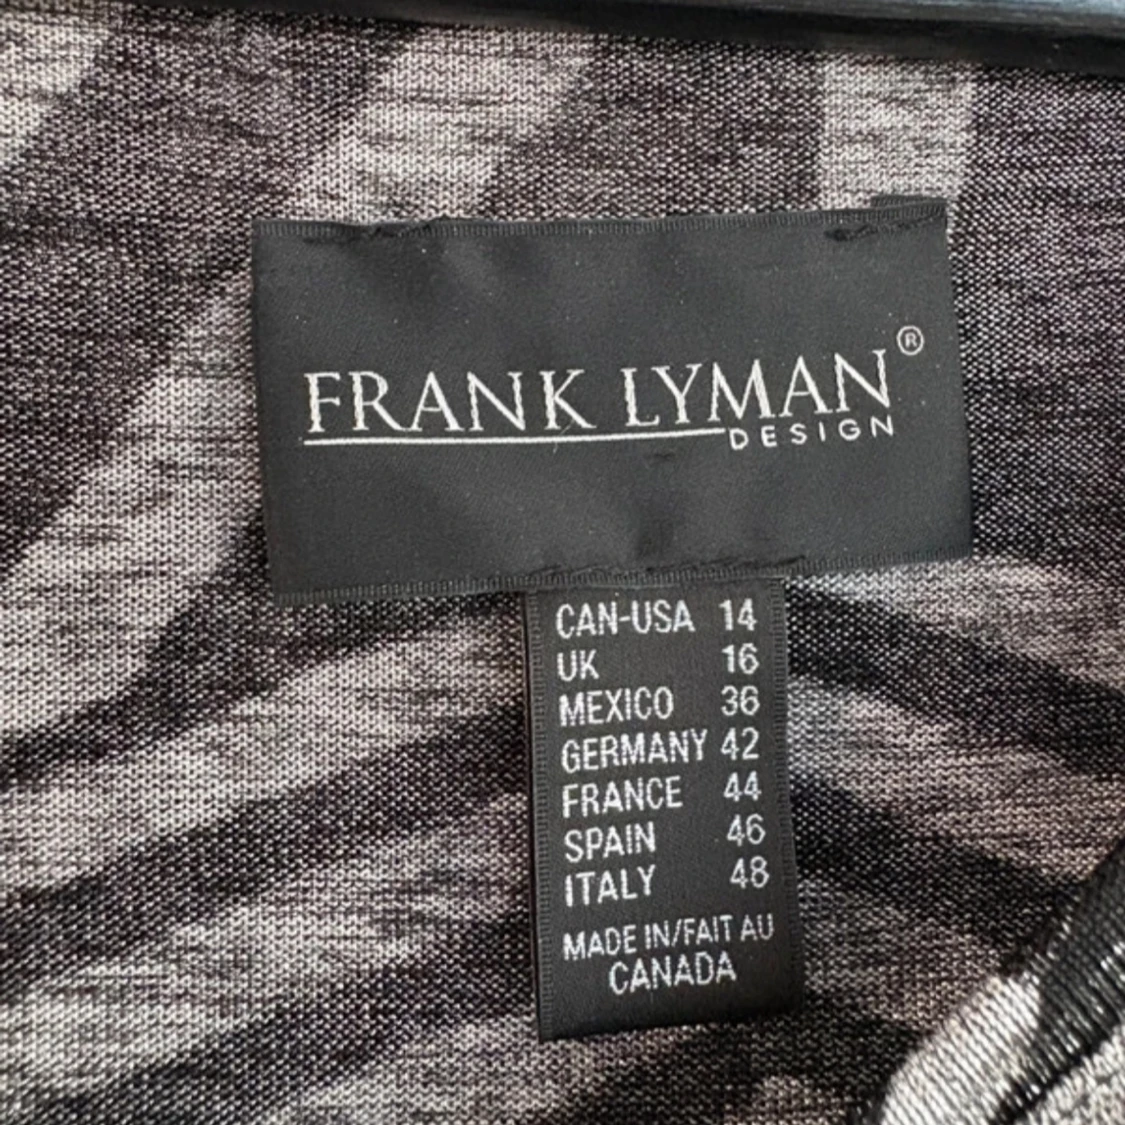 FRANK LYMAN®
DESIGN
CAN-USA 14
UK 16
MEXICO 36
GERMANY 42
FRANCE 44
SPAIN 46
ITALY 48
MADE IN/FAIT AU
CANADA